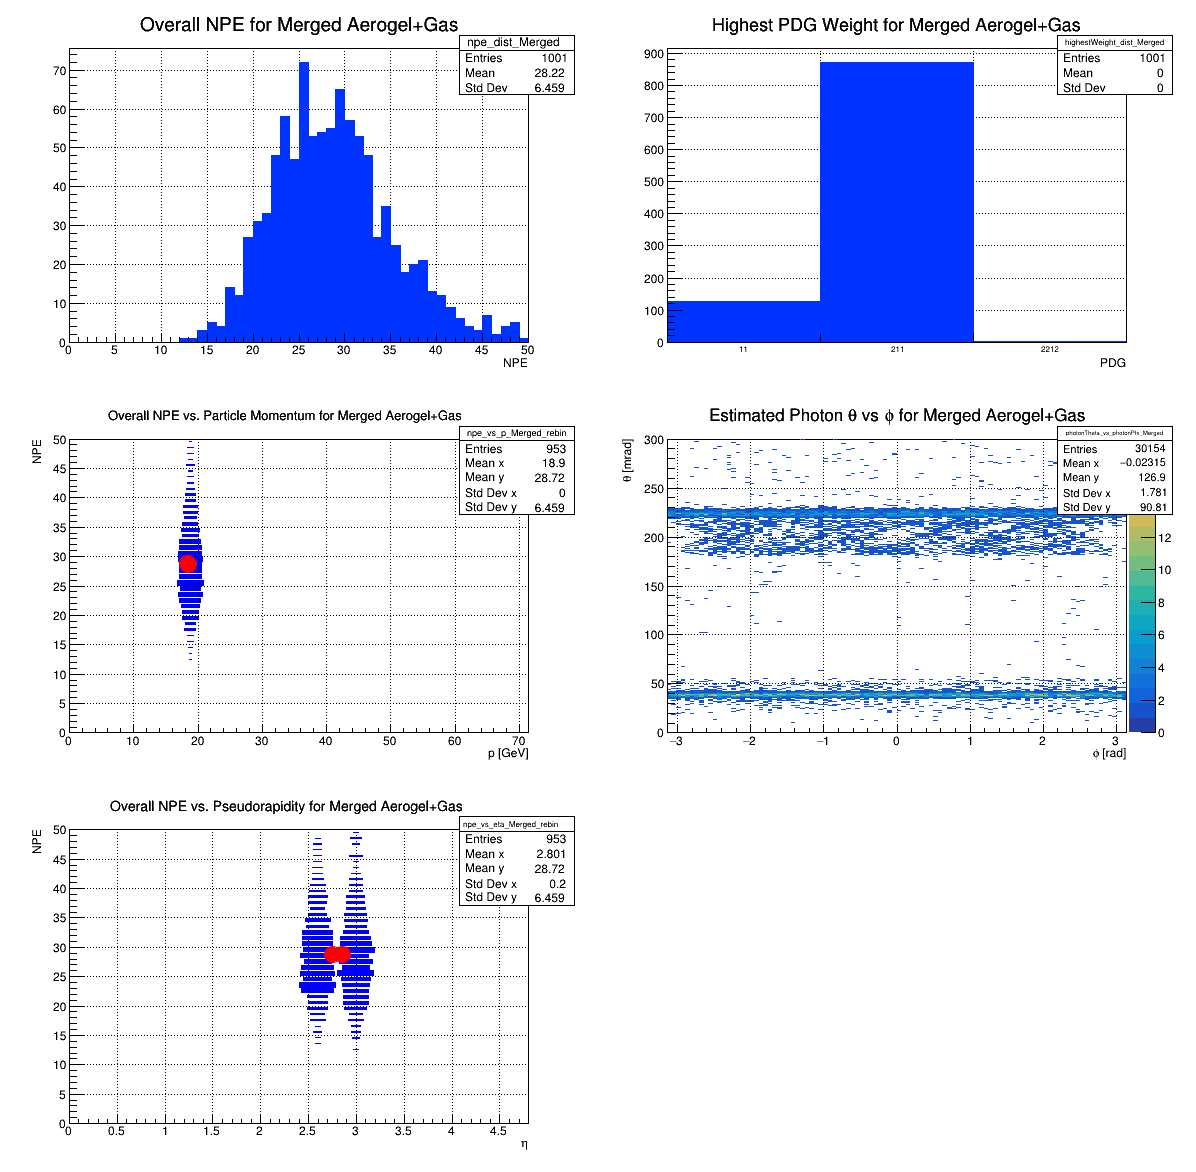 Overall NPE for Merged Aerogel+Gas
npe_dist_Merged
Entries 1001
Mean 28.22
Std Dev 6.459
70
60
50
40
30
20
10
0
0 5 10 15 20 25 30 35 40 45 50
NPE
Highest PDG Weight for Merged Aerogel+Gas
highestWeight_dist_Merged
Entries 1001
Mean 0
Std Dev 0
900
800
700
600
500
400
300
200
100
0
11 211 2212
PDG
Overall NPE vs. Particle Momentum for Merged Aerogel+Gas
npe_vs_p_Merged_rebin
Entries 953
Mean x 18.9
Mean y 28.72
Std Dev x 0
Std Dev y 6.459
NPE
50
45
40
35
30
25
20
15
10
5
0
0 10 20 30 40 50 60 70
p [GeV]
Estimated Photon θ vs ϕ for Merged Aerogel+Gas
photonTheta_vs_photonPhi_Merged
Entries 30154
Mean x −0.02315
Mean y 126.9
Std Dev x 1.781
Std Dev y 90.81
θ [mrad]
300
250
200
150
100
50
0
−3 −2 −1 0 1 2 3
ϕ [rad]
12
10
8
6
4
2
0
Overall NPE vs. Pseudorapidity for Merged Aerogel+Gas
npe_vs_eta_Merged_rebin
Entries 953
Mean x 2.801
Mean y 28.72
Std Dev x 0.2
Std Dev y 6.459
NPE
50
45
40
35
30
25
20
15
10
5
0
0 0.5 1 1.5 2 2.5 3 3.5 4 4.5
η